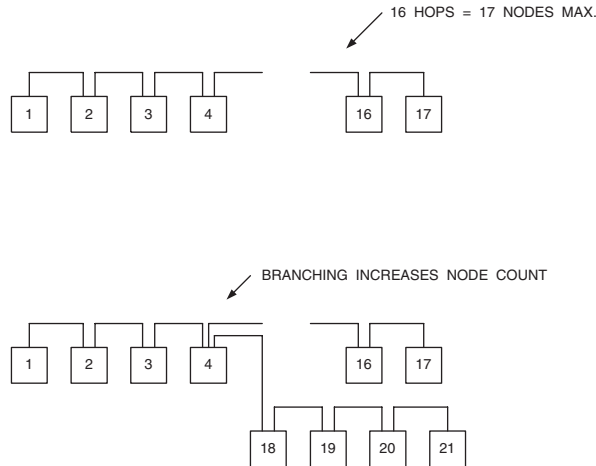 16 HOPS = 17 NODES MAX.
1 2 3 4 16 17
BRANCHING INCREASES NODE COUNT
1 2 3 4 16 17
18 19 20 21